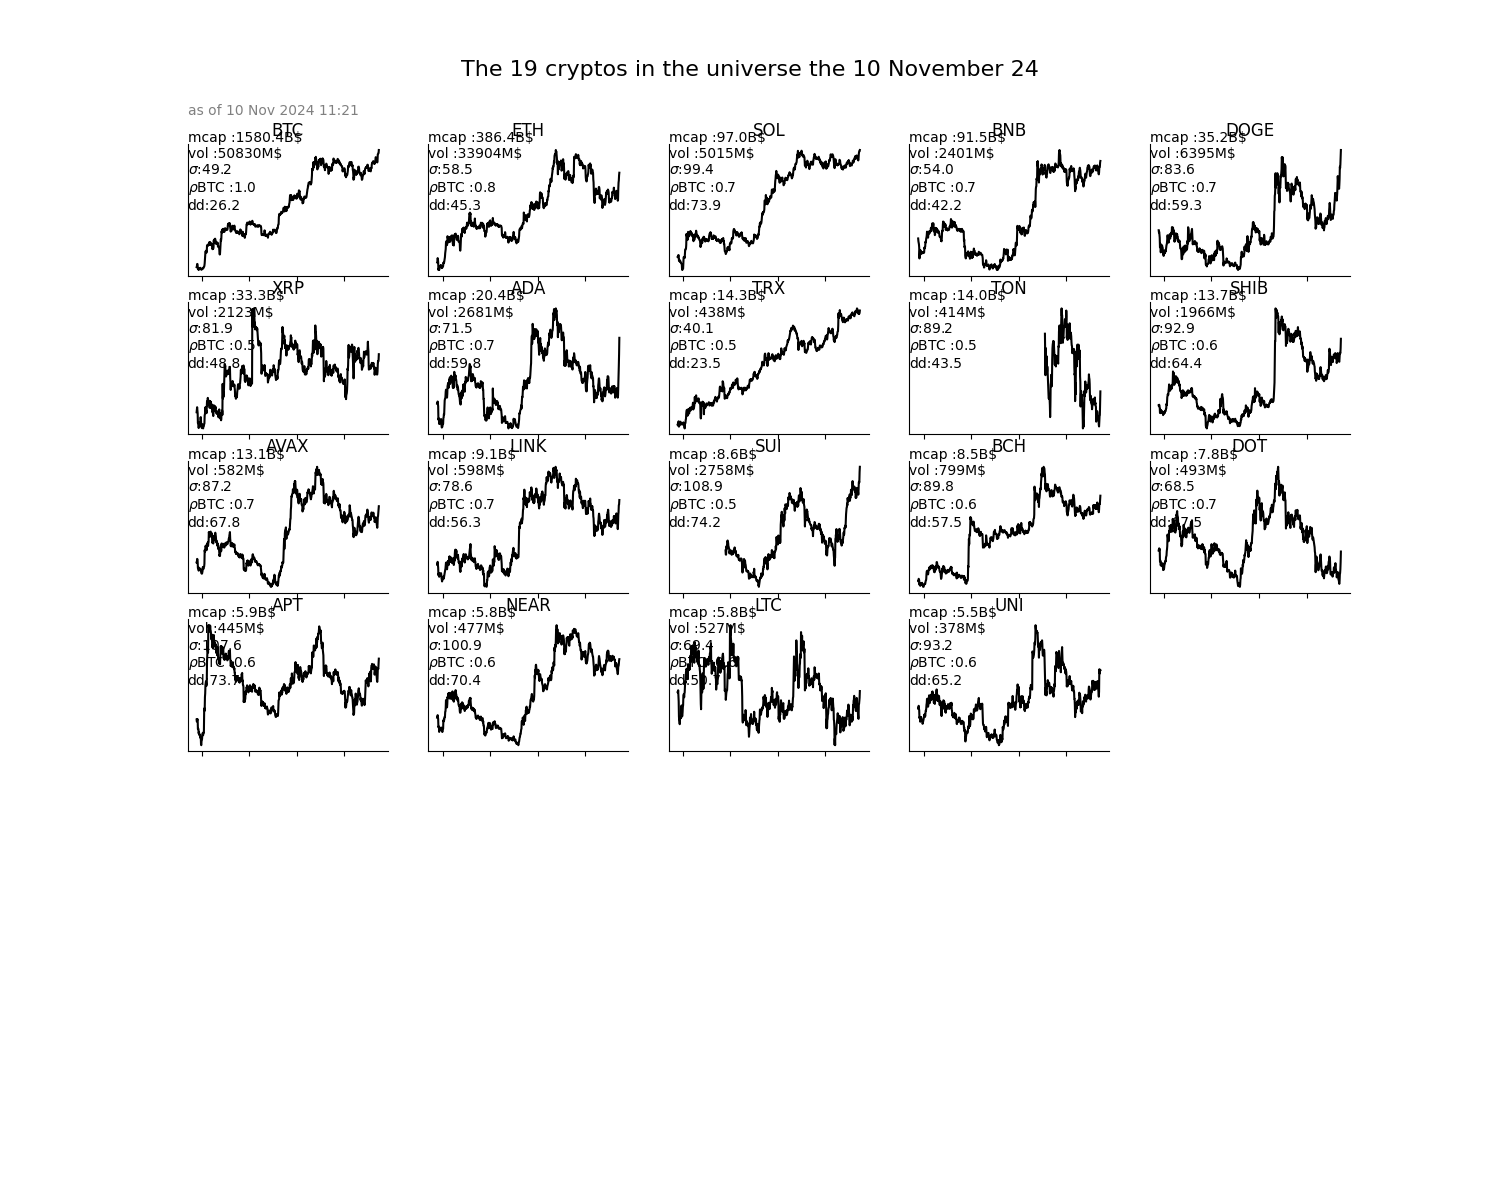 The 19 cryptos in the universe the 10 November 24
as of 10 Nov 2024 11:21
BTC
mcap :1580.4B$
vol :50830M$
σ:49.2
ρBTC :1.0
dd:26.2
ETH
mcap :386.4B$
vol :33904M$
σ:58.5
ρBTC :0.8
dd:45.3
SOL
mcap :97.0B$
vol :5015M$
σ:99.4
ρBTC :0.7
dd:73.9
BNB
mcap :91.5B$
vol :2401M$
σ:54.0
ρBTC :0.7
dd:42.2
DOGE
mcap :35.2B$
vol :6395M$
σ:83.6
ρBTC :0.7
dd:59.3
XRP
mcap :33.3B$
vol :2123M$
σ:81.9
ρBTC :0.5
dd:48.8
ADA
mcap :20.4B$
vol :2681M$
σ:71.5
ρBTC :0.7
dd:59.8
TRX
mcap :14.3B$
vol :438M$
σ:40.1
ρBTC :0.5
dd:23.5
TON
mcap :14.0B$
vol :414M$
σ:89.2
ρBTC :0.5
dd:43.5
SHIB
mcap :13.7B$
vol :1966M$
σ:92.9
ρBTC :0.6
dd:64.4
AVAX
mcap :13.1B$
vol :582M$
σ:87.2
ρBTC :0.7
dd:67.8
LINK
mcap :9.1B$
vol :598M$
σ:78.6
ρBTC :0.7
dd:56.3
SUI
mcap :8.6B$
vol :2758M$
σ:108.9
ρBTC :0.5
dd:74.2
BCH
mcap :8.5B$
vol :799M$
σ:89.8
ρBTC :0.6
dd:57.5
DOT
mcap :7.8B$
vol :493M$
σ:68.5
ρBTC :0.7
APT
mcap :5.9B$
vol :445M$
σ:107.6
ρBTC :0.6
NEAR
mcap :5.8B$
vol :477M$
σ:100.9
ρBTC :0.6
dd:70.4
LTC
mcap :5.8B$
vol :527M$
σ:69.4
UNI
mcap :5.5B$
vol :378M$
σ:93.2
ρBTC :0.6
dd:65.2